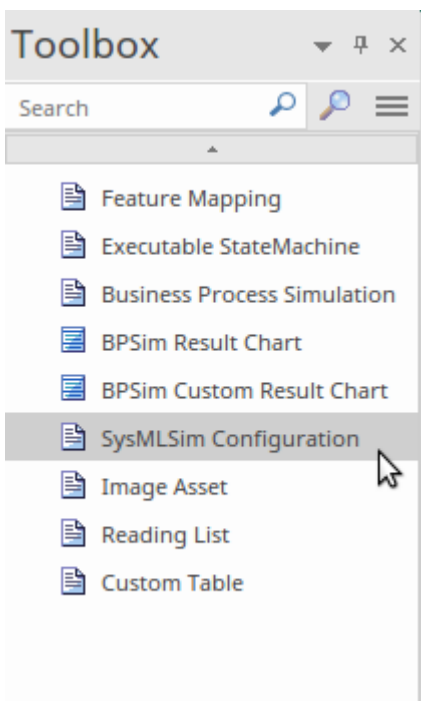 Toolbox
Search
Feature Mapping
Executable StateMachine
Business Process Simulation
BPSim Result Chart
BPSim Custom Result Chart
SysMLSim Configuration
Image Asset
Reading List
Custom Table